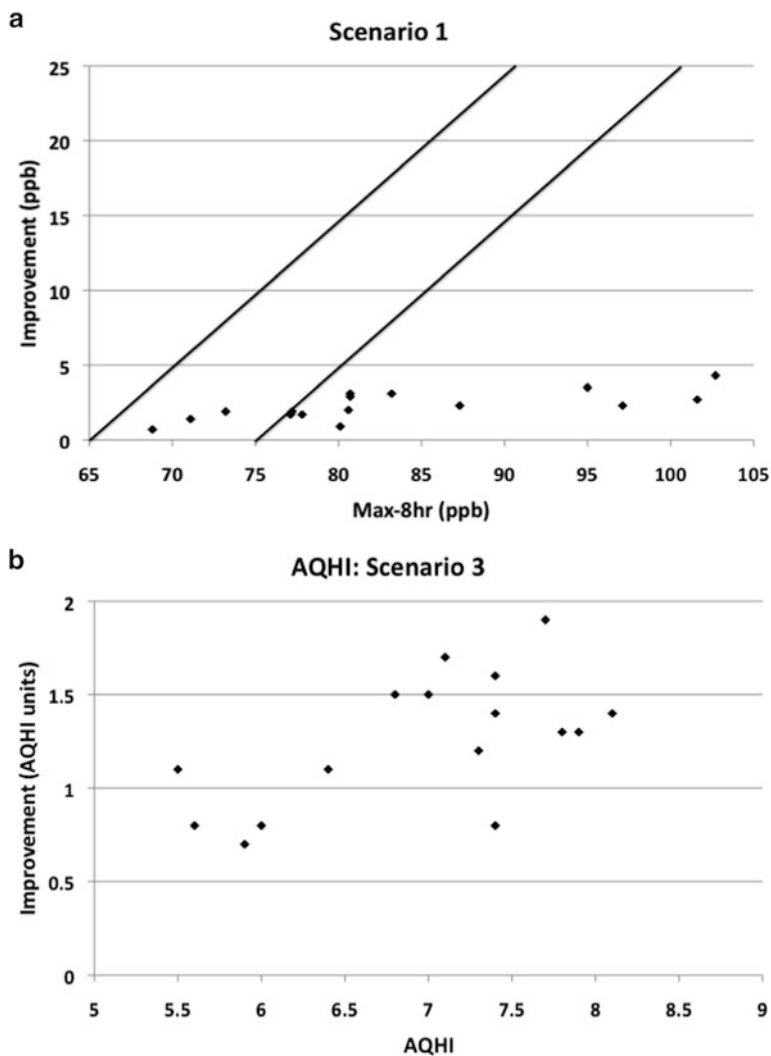 a
Scenario 1
Improvement (ppb)
25
20
15
10
5
0
65 70 75 80 85 90 95 100 105
Max-8hr (ppb)
b
AQHI: Scenario 3
Improvement (AQHI units)
2
1.5
1
0.5
0
5 5.5 6 6.5 7 7.5 8 8.5 9
AQHI